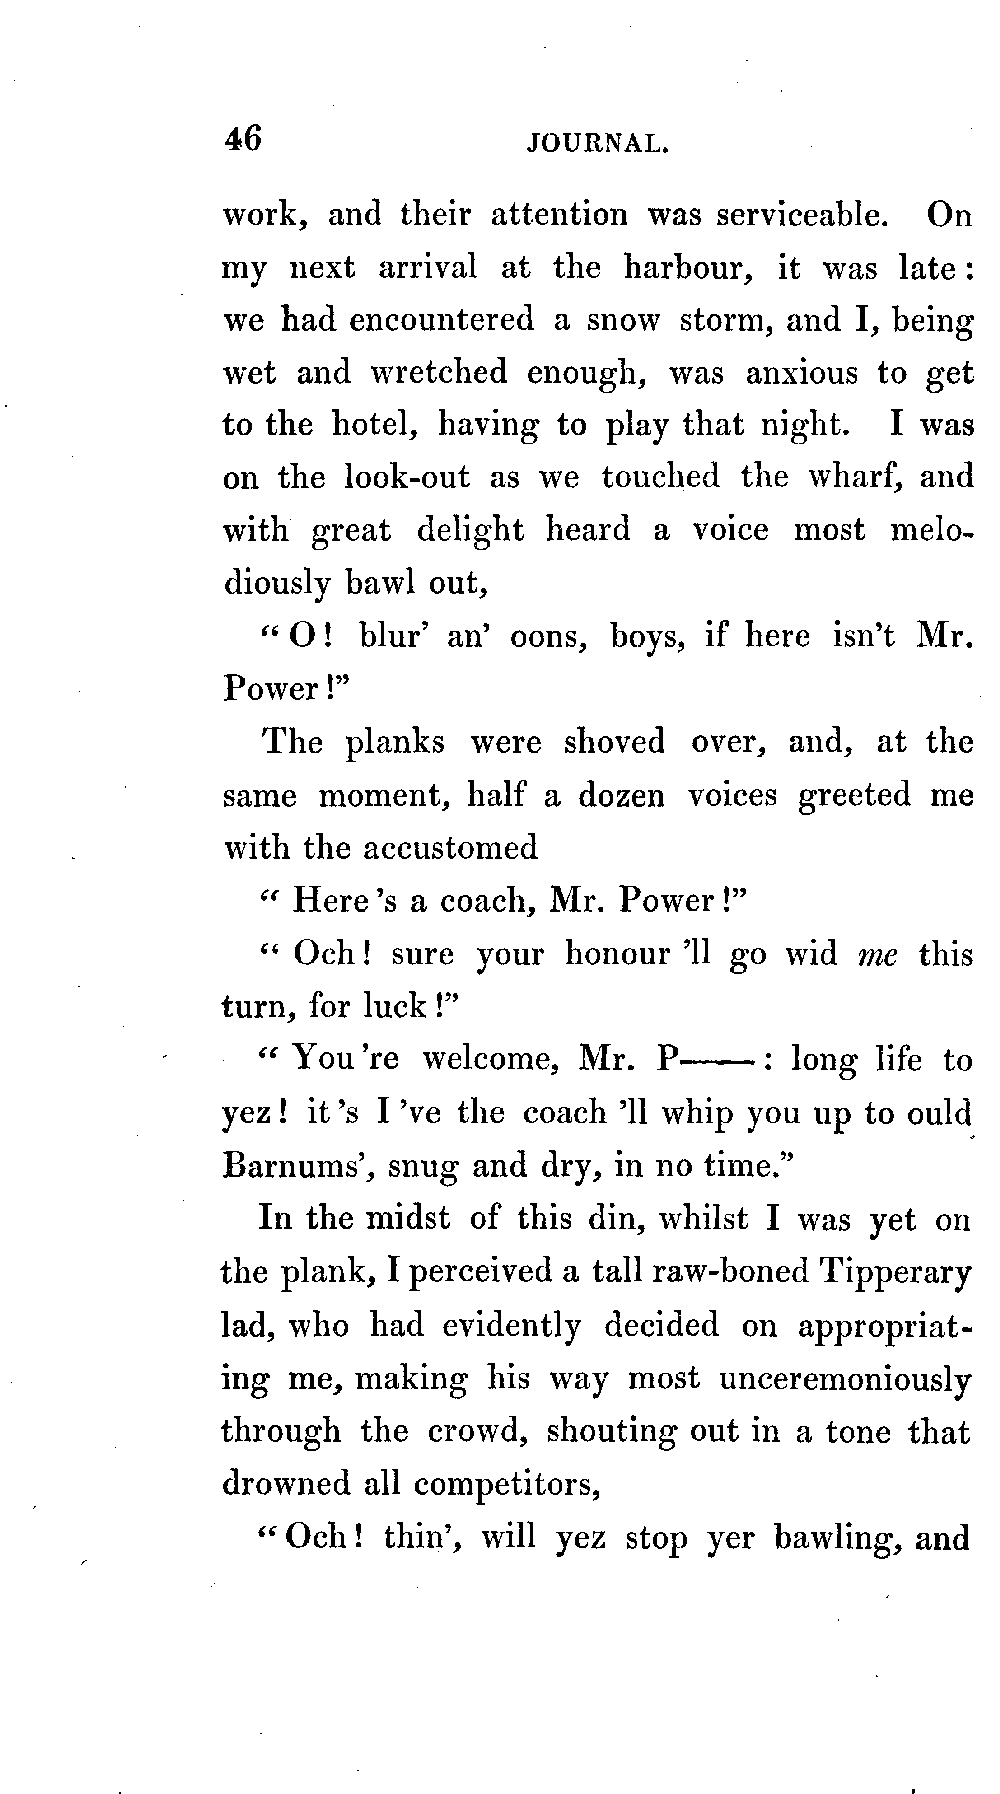 46 JOURNAL.
work, and their attention was serviceable. On
my next arrival at the harbour, it was late :
we had encountered a snow storm, and I, being
wet and wretched enough, was anxious to get
to the hotel, having to play that night. I was
on the look-out as we touched the wharf, and
with great delight heard a voice most melo-
diously bawl out,
“ O ! blur’ an’ oons, boys, if here isn’t Mr.
Power !”
The planks were shoved over, and, at the
same moment, half a dozen voices greeted me
with the accustomed
“ Here ’s a coach, Mr. Power !”
“ Och ! sure your honour ’ll go wid me this
turn, for luck !”
“ You ’re welcome, Mr. P—— : long life to
yez ! it ’s I ’ve the coach ’ll whip you up to ould
Barnums’, snug and dry, in no time.”
In the midst of this din, whilst I was yet on
the plank, I perceived a tall raw-boned Tipperary
lad, who had evidently decided on appropriat-
ing me, making his way most unceremoniously
through the crowd, shouting out in a tone that
drowned all competitors,
“ Och ! thin’, will yez stop yer bawling, and